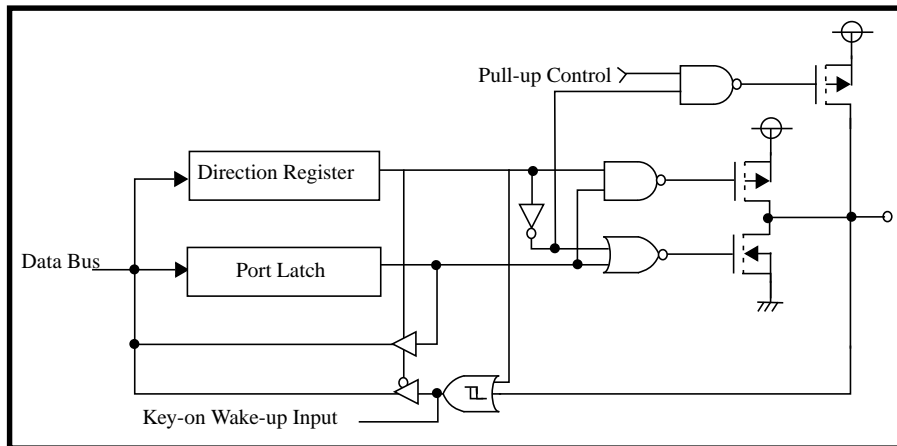 Pull-up Control
Direction Register
Data Bus
Port Latch
Key-on Wake-up Input